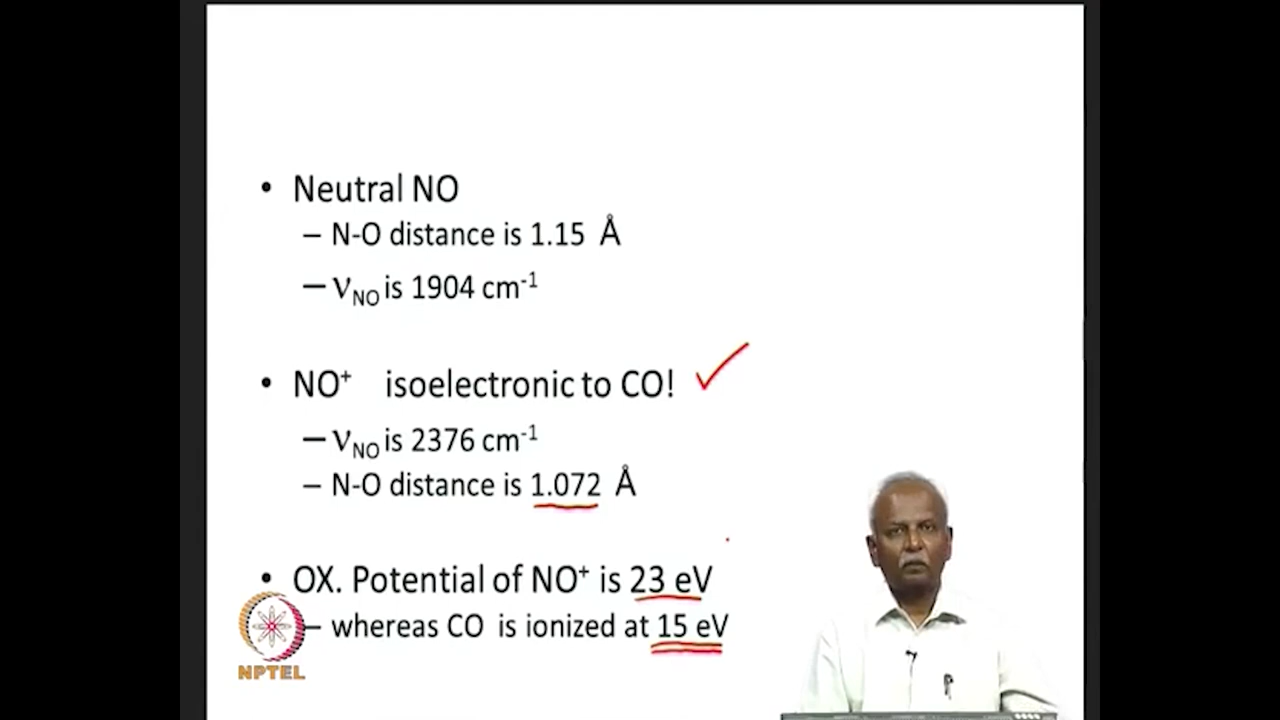 • Neutral NO
– N-O distance is 1.15 Å
– νNO is 1904 cm-1
• NO+ isoelectronic to CO!
– νNO is 2376 cm-1
– N-O distance is 1.072 Å
• OX. Potential of NO+ is 23 eV
– whereas CO is ionized at 15 eV
NPTEL